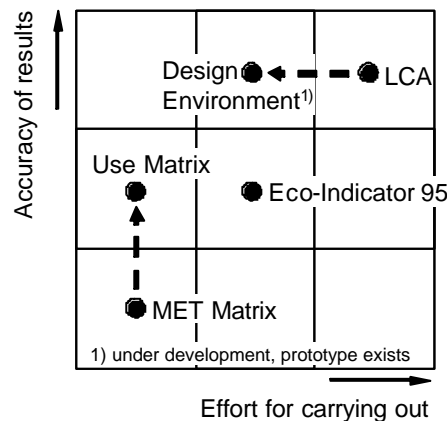 Accuracy of results
Design
Environment1)
LCA
Use Matrix
Eco-Indicator 95
MET Matrix
1) under development, prototype exists
Effort for carrying out